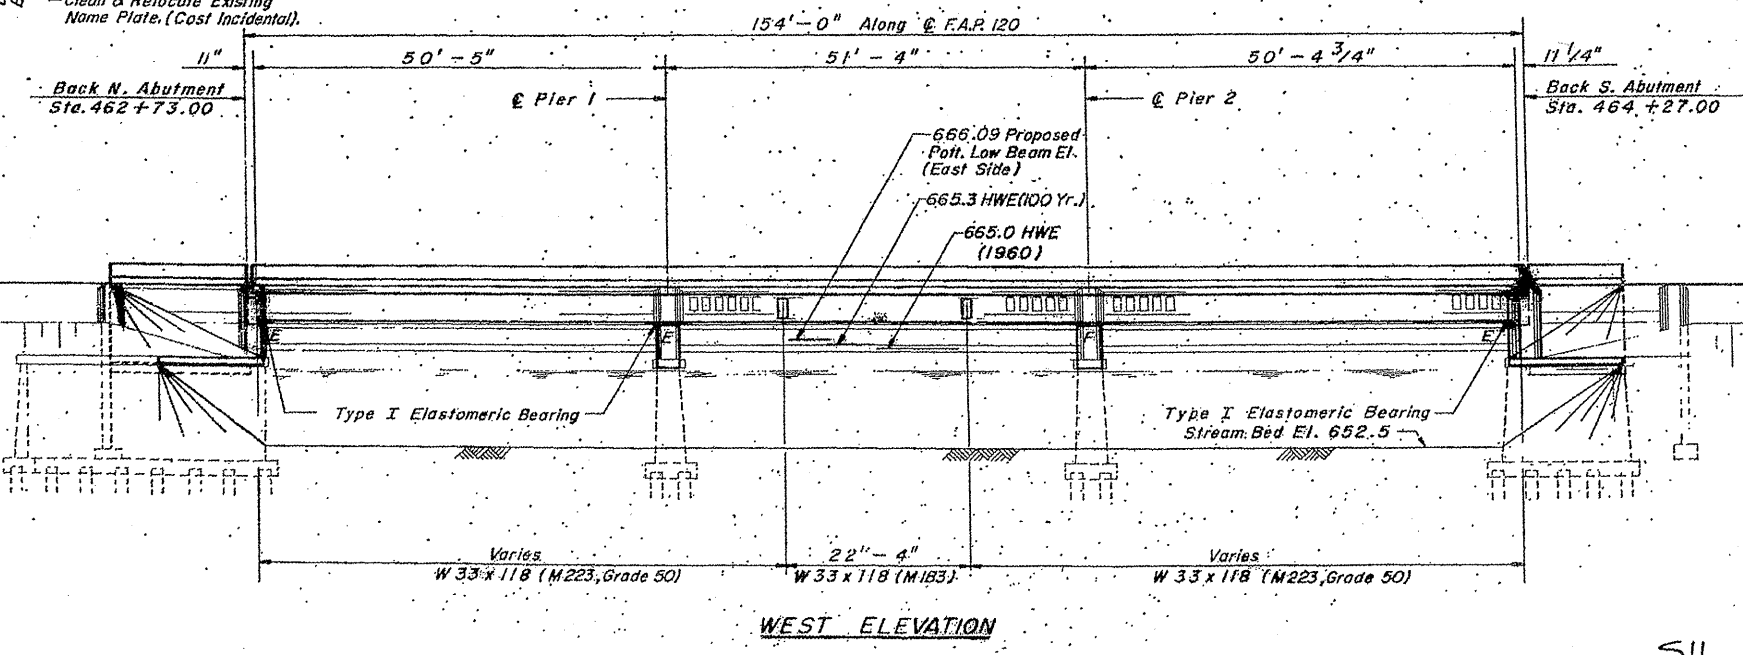 —Clean & Relocate Existing
Name Plate. (Cost Incidental).
154'-0" Along ℄ F.A.P. 120
11"
50'-5"
51'-4"
50'-4 3/4"
11 1/4"
Back N. Abutment
Sta. 462+73.00
℄ Pier 1
℄ Pier 2
Back S. Abutment
Sta. 464+27.00
666.09 Proposed
Pott. Low Beam El.
(East Side)
665.3 HWE(100 Yr.)
665.0 HWE
(1960)
E
E
F
E
Type I Elastomeric Bearing
Type I Elastomeric Bearing
Stream Bed El. 652.5
Varies
W 33 x 118 (M223, Grade 50)
22'-4"
W 33 x 118 (M183)
Varies
W 33 x 118 (M223, Grade 50)
WEST ELEVATION